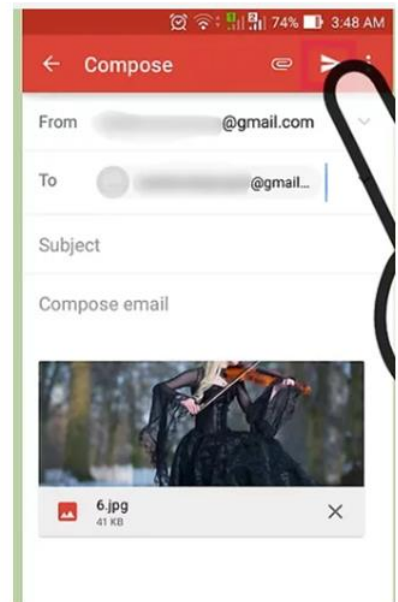 74% 3:48 AM
Compose
From @gmail.com
To @gmail...
Subject
Compose email
6.jpg
41 KB